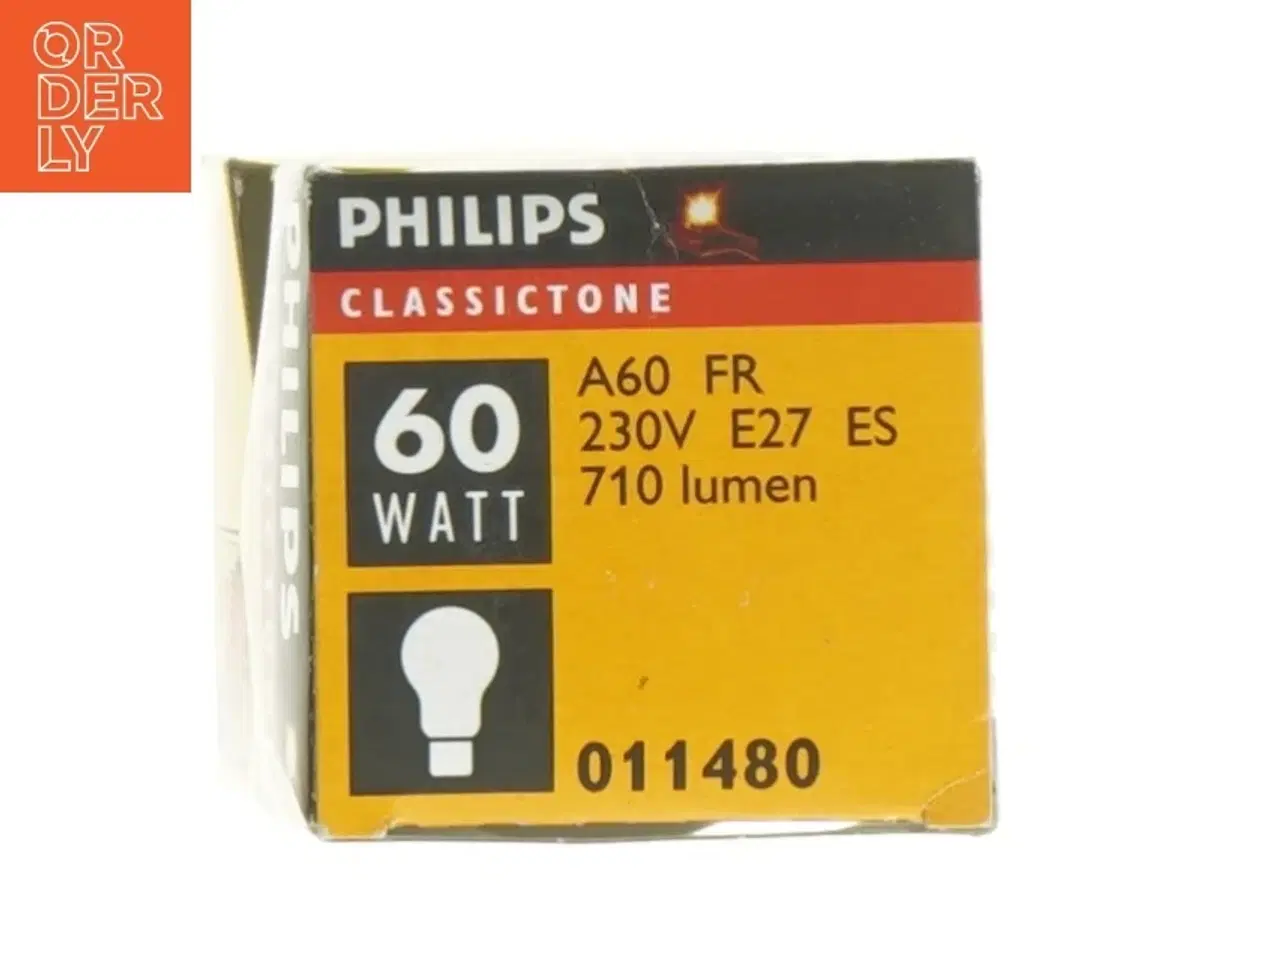 OR
DER
LY
PHILIPS
CLASSICTONE
60
WATT
A60 FR
230V E27 ES
710 lumen
011480
PHILIPS